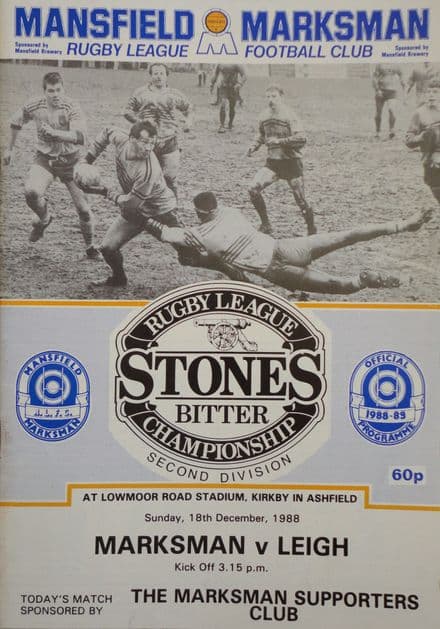 MANSFIELD MARKSMAN
Sponsored by
Mansfield Brewery
RUGBY LEAGUE FOOTBALL CLUB
Sponsored by
Mansfield Brewery
RUGBY LEAGUE
STONES
BITTER
CHAMPIONSHIP
SECOND DIVISION
MANSFIELD
MARKSMAN
OFFICIAL
1988-89
PROGRAMME
60p
AT LOWMOOR ROAD STADIUM, KIRKBY IN ASHFIELD
Sunday, 18th December, 1988
MARKSMAN v LEIGH
Kick Off 3.15 p.m.
TODAY'S MATCH
SPONSORED BY
THE MARKSMAN SUPPORTERS
CLUB